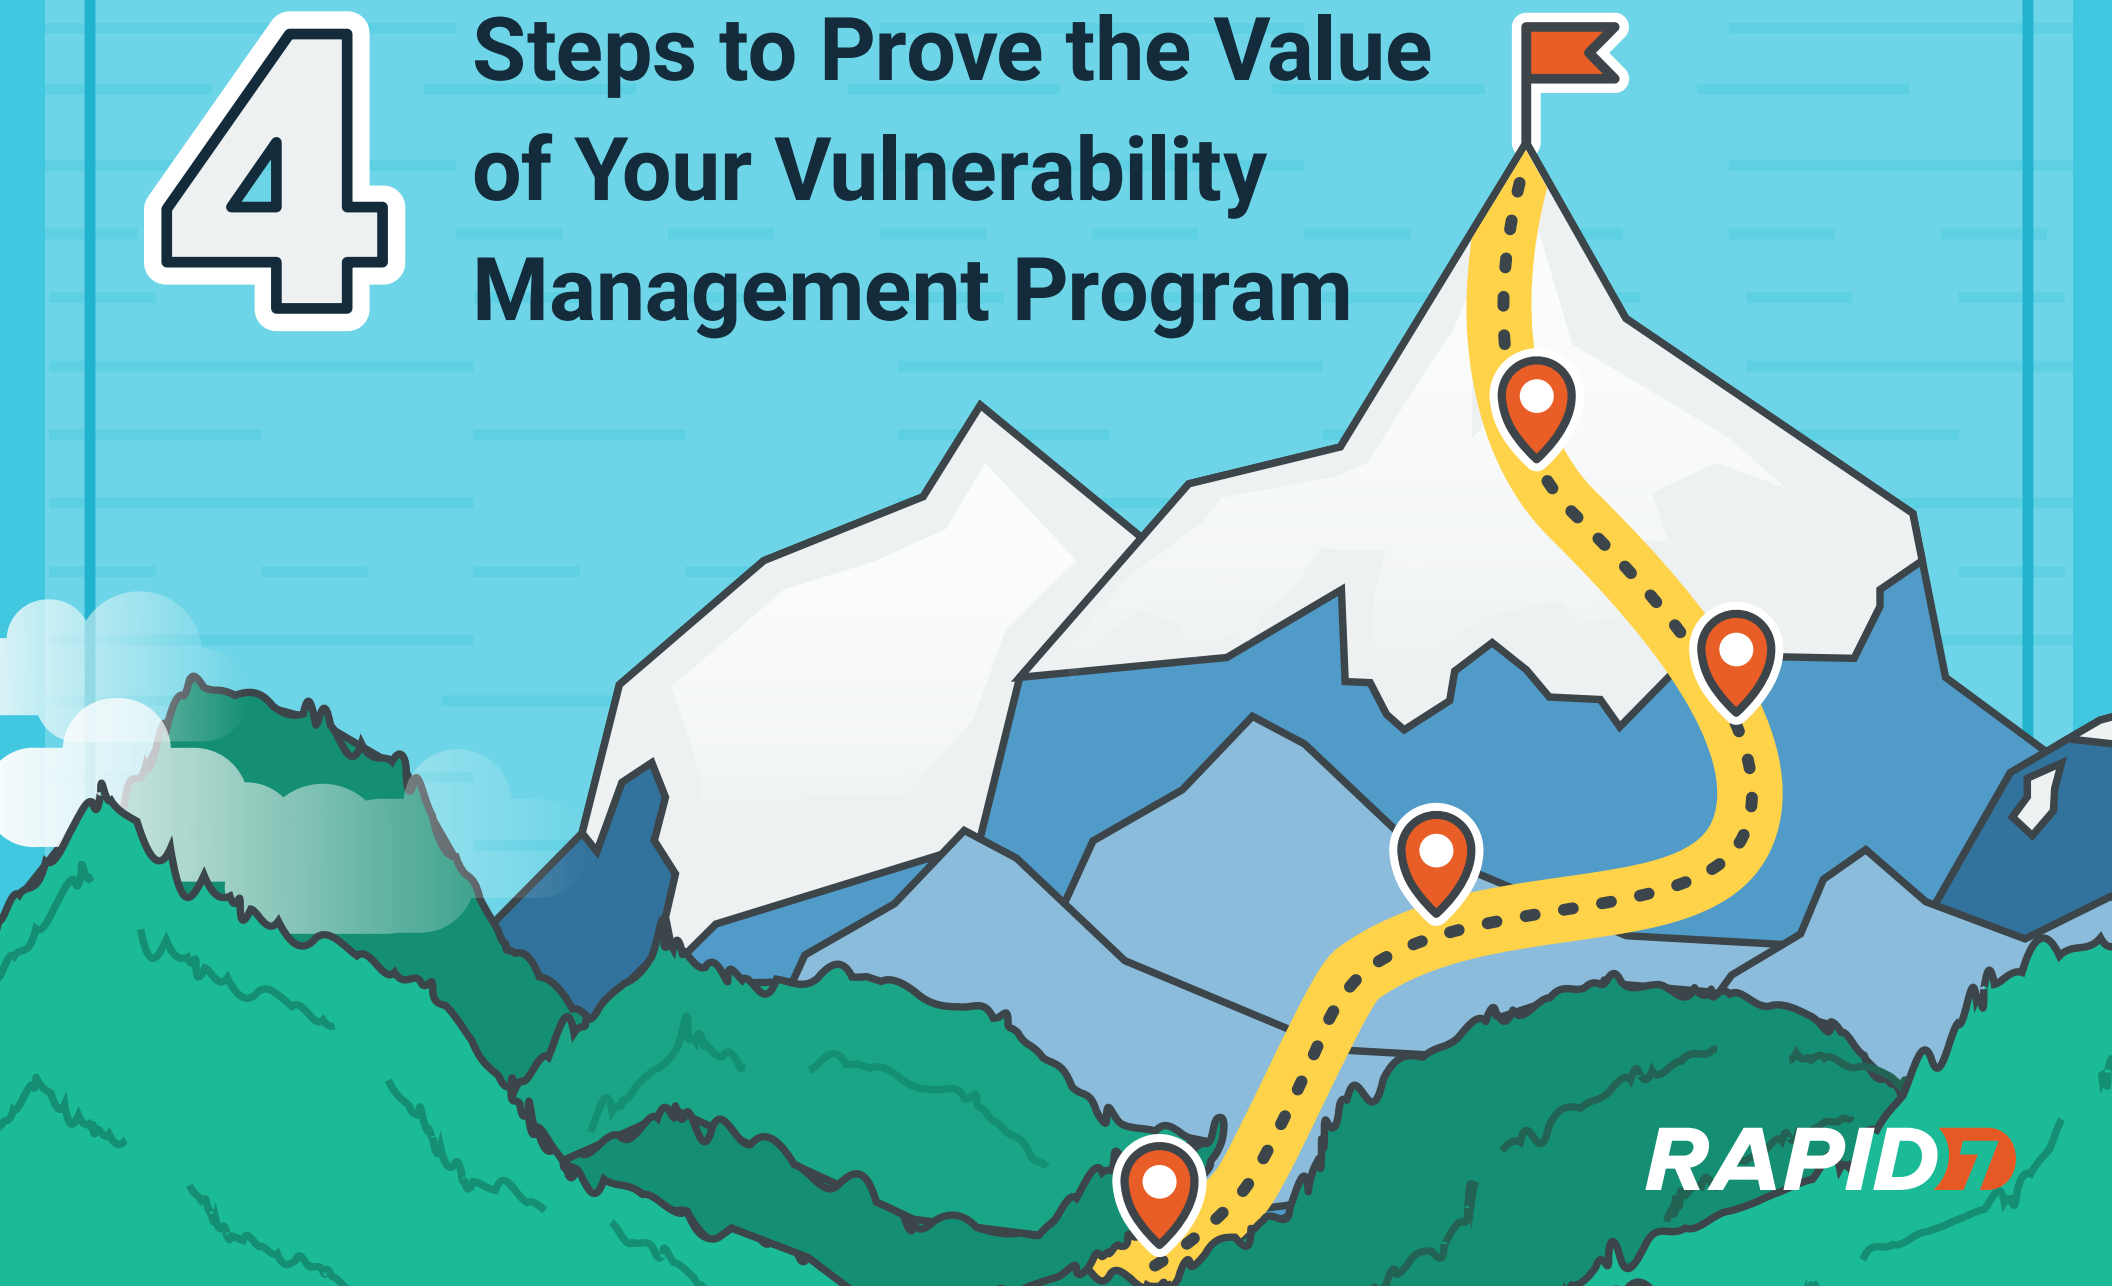 4
Steps to Prove the Value
of Your Vulnerability
Management Program
RAPID7